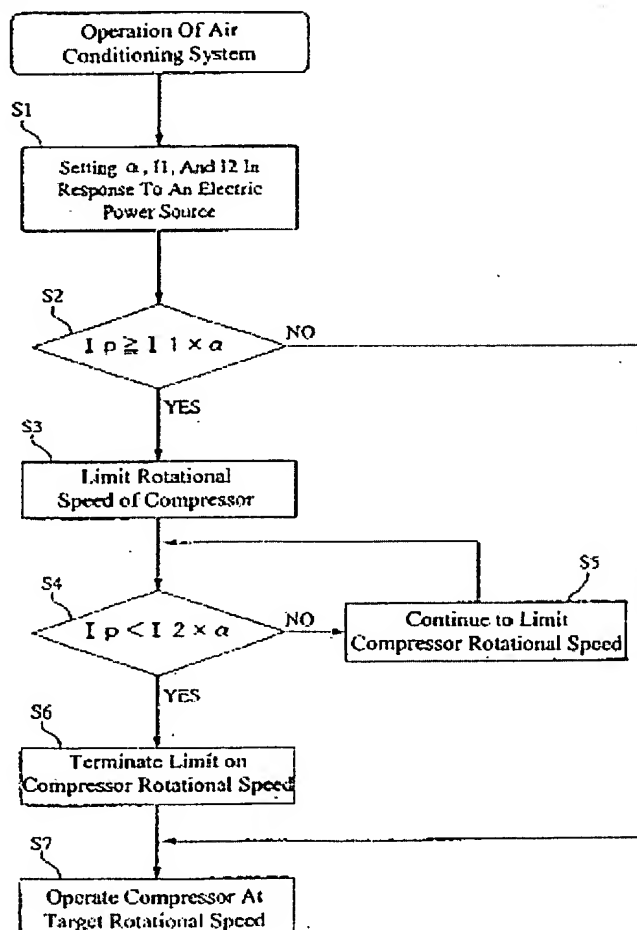 Operation Of Air
Conditioning System
S1
Setting α, I1, And I2 In
Response To An Electric
Power Source
S2
I p ≧ I 1 × α
NO
YES
S3
Limit Rotational
Speed of Compressor
S4
I p < I 2 × α
NO
S5
Continue to Limit
Compressor Rotational Speed
YES
S6
Terminate Limit on
Compressor Rotational Speed
S7
Operate Compressor At
Target Rotational Speed